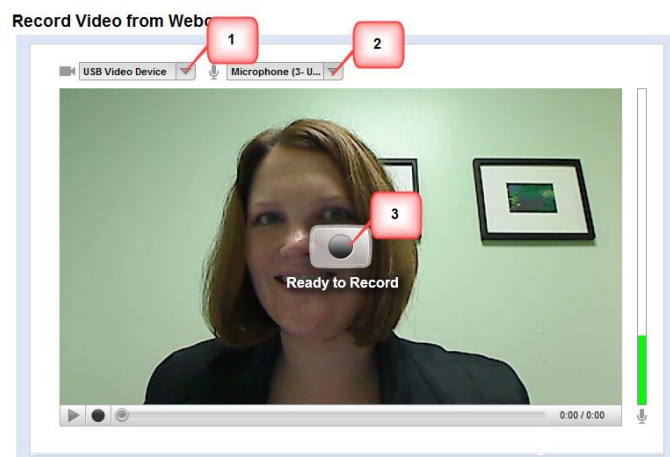 Record Video from Webc
1
2
USB Video Device
Microphone (3- U...
3
Ready to Record
0:00 / 0:00